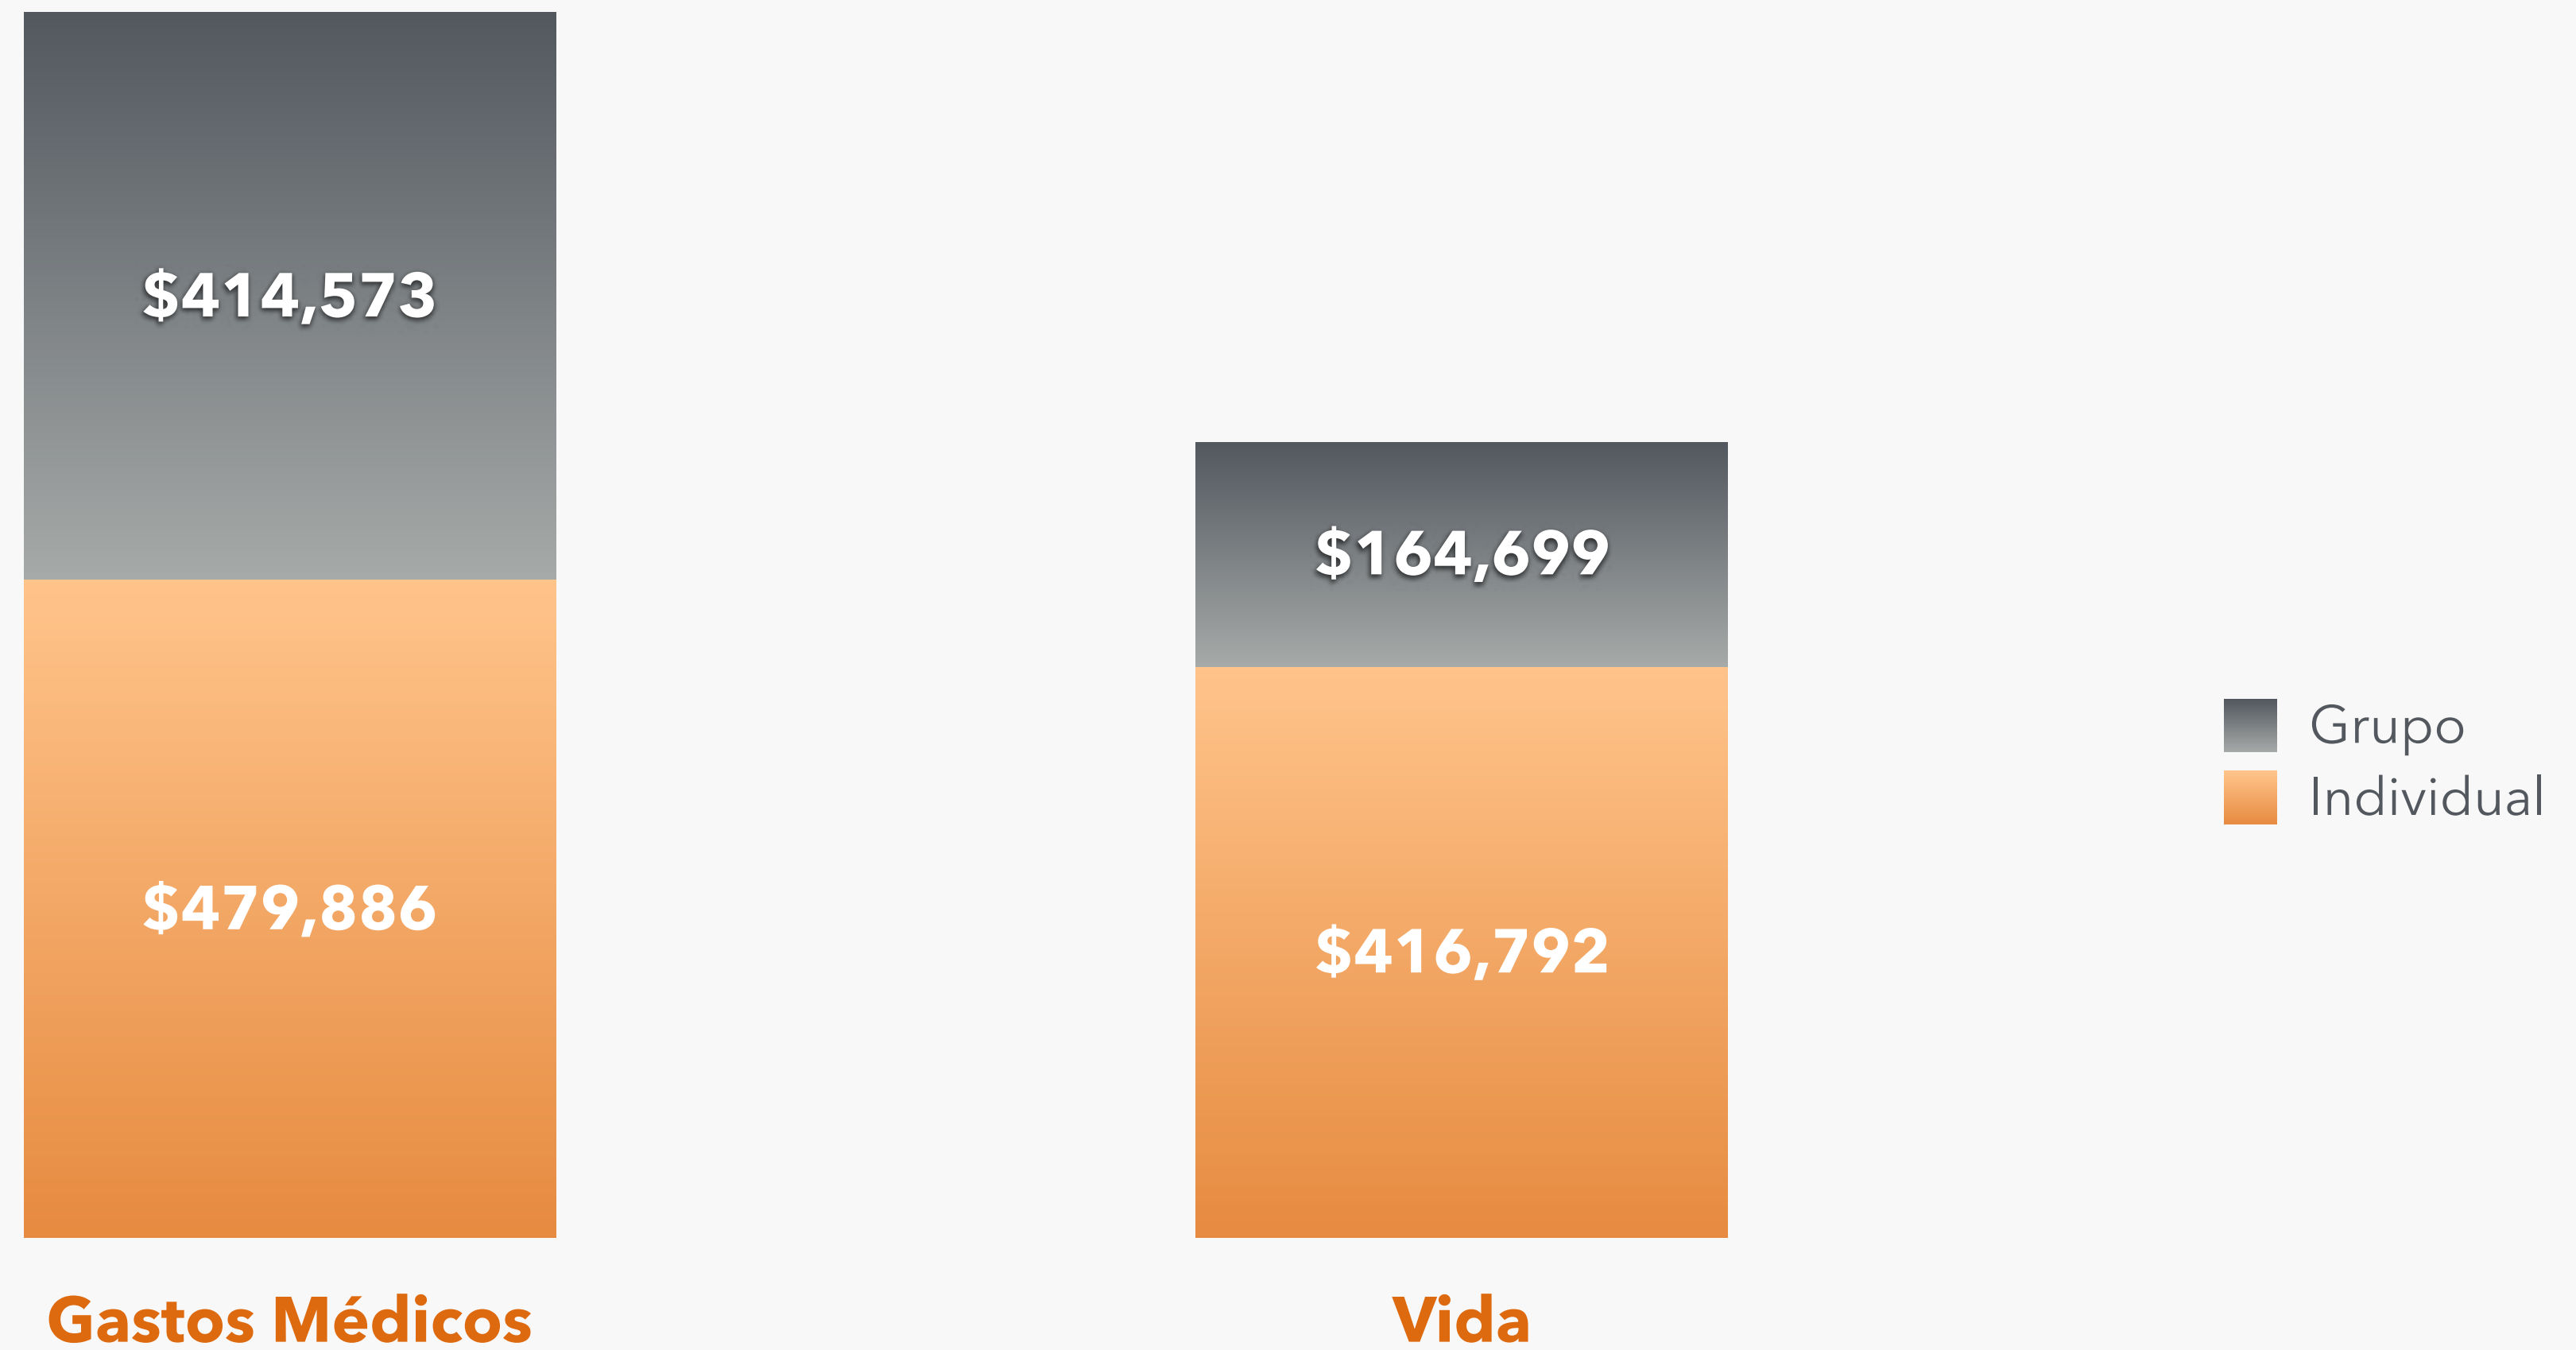 $414,573
$479,886
Gastos Médicos
$164,699
$416,792
Vida
Grupo
Individual